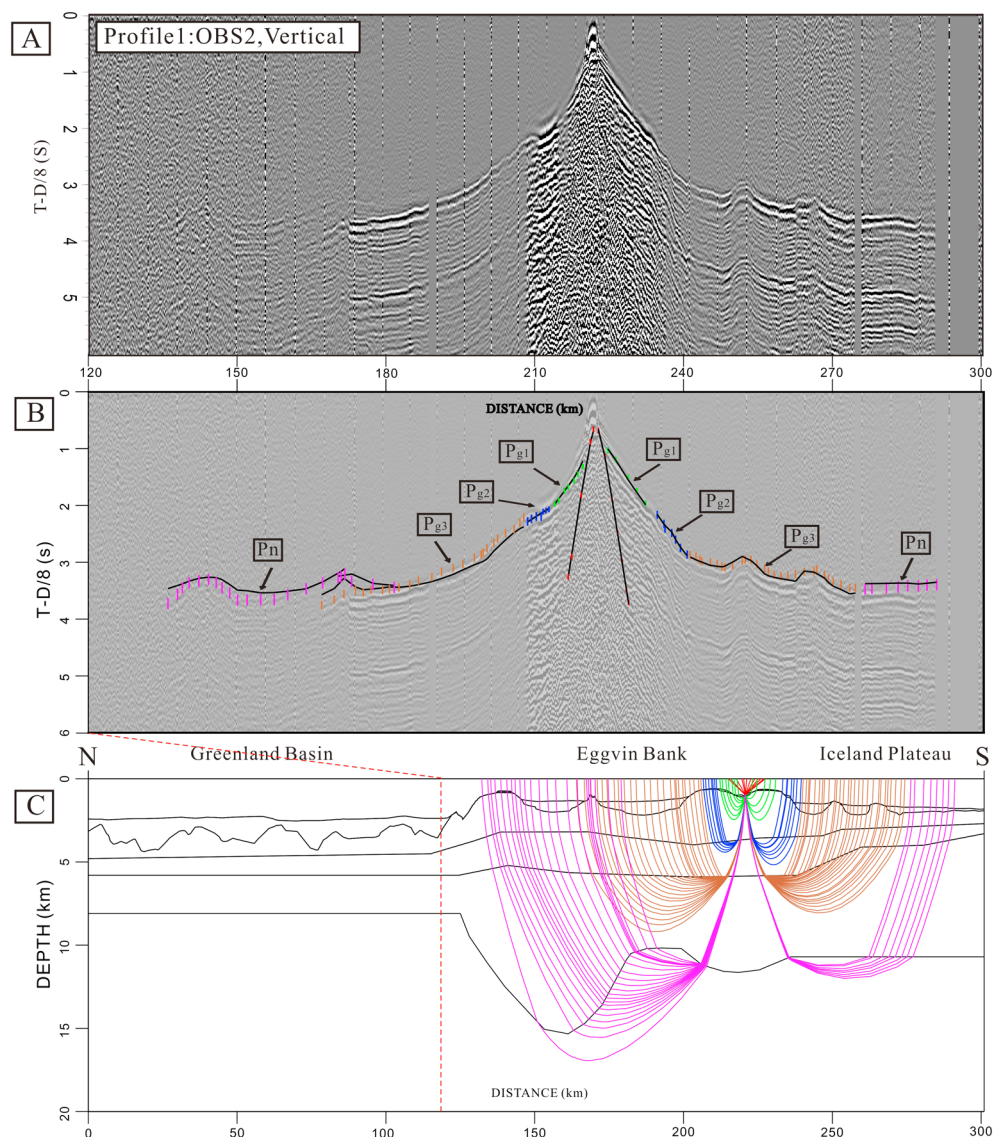 A
Profile1:OBS2,Vertical
T-D/8 (S)
0
1
2
3
4
5
120 150 180 210 240 270 300
B
DISTANCE (km)
T-D/8 (s)
0
1
2
3
4
5
6
Pg1
Pg1
Pg2
Pg2
Pg3
Pg3
Pn
Pn
N Greenland Basin Eggvin Bank Iceland Plateau S
C
DEPTH (km)
0
5
10
15
20
DISTANCE (km)
0 50 100 150 200 250 300